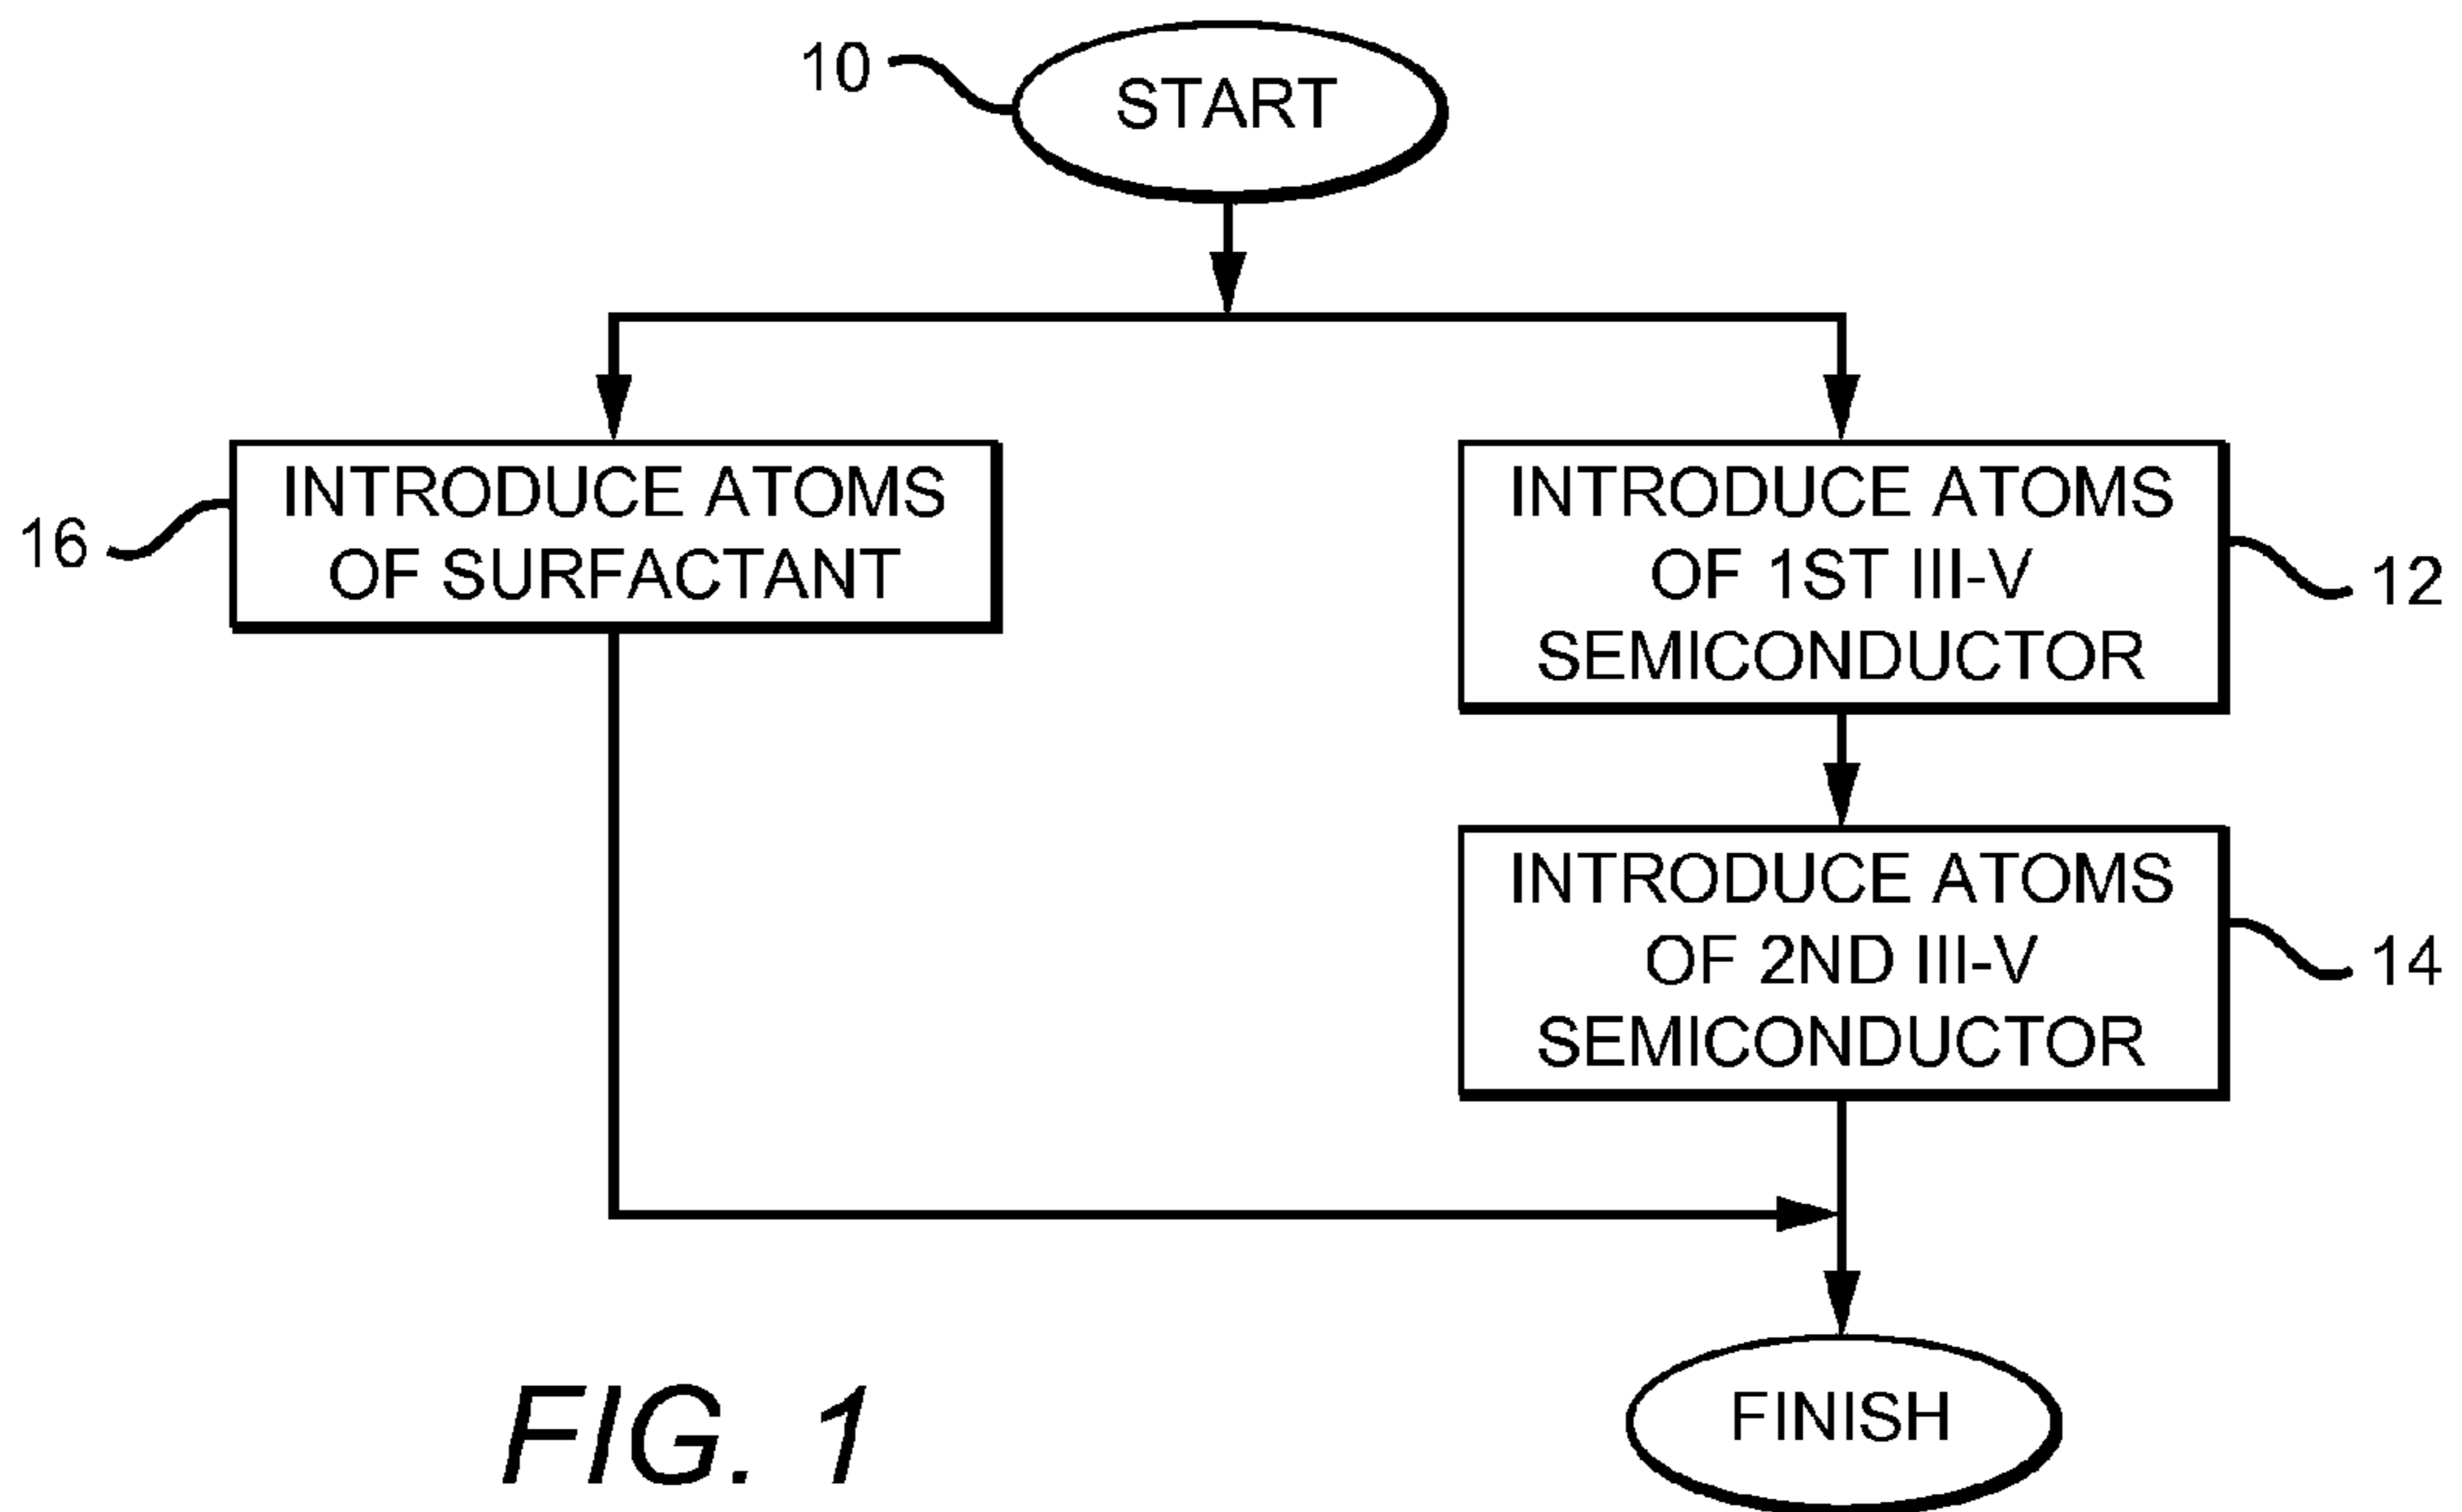 10
START
16
INTRODUCE ATOMS
OF SURFACTANT
INTRODUCE ATOMS
OF 1ST III-V
SEMICONDUCTOR
12
INTRODUCE ATOMS
OF 2ND III-V
SEMICONDUCTOR
14
FINISH
FIG. 1